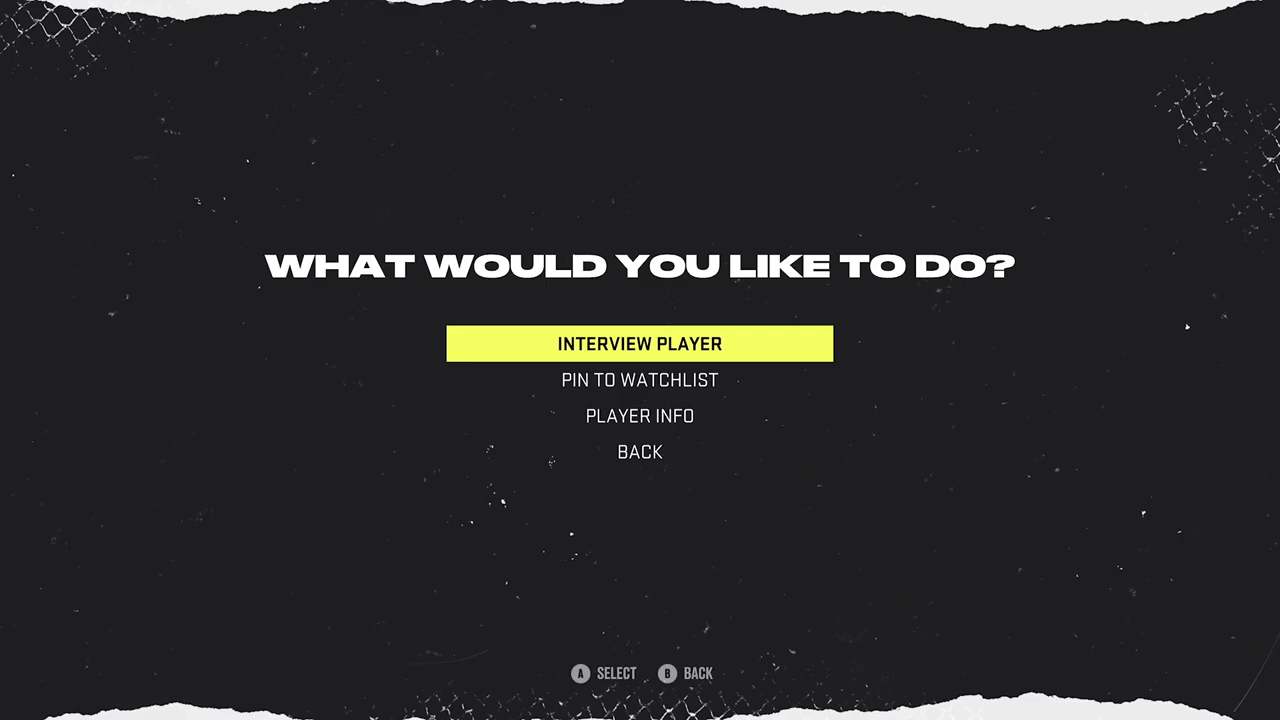 WHAT WOULD YOU LIKE TO DO?
INTERVIEW PLAYER
PIN TO WATCHLIST
PLAYER INFO
BACK
A SELECT B BACK